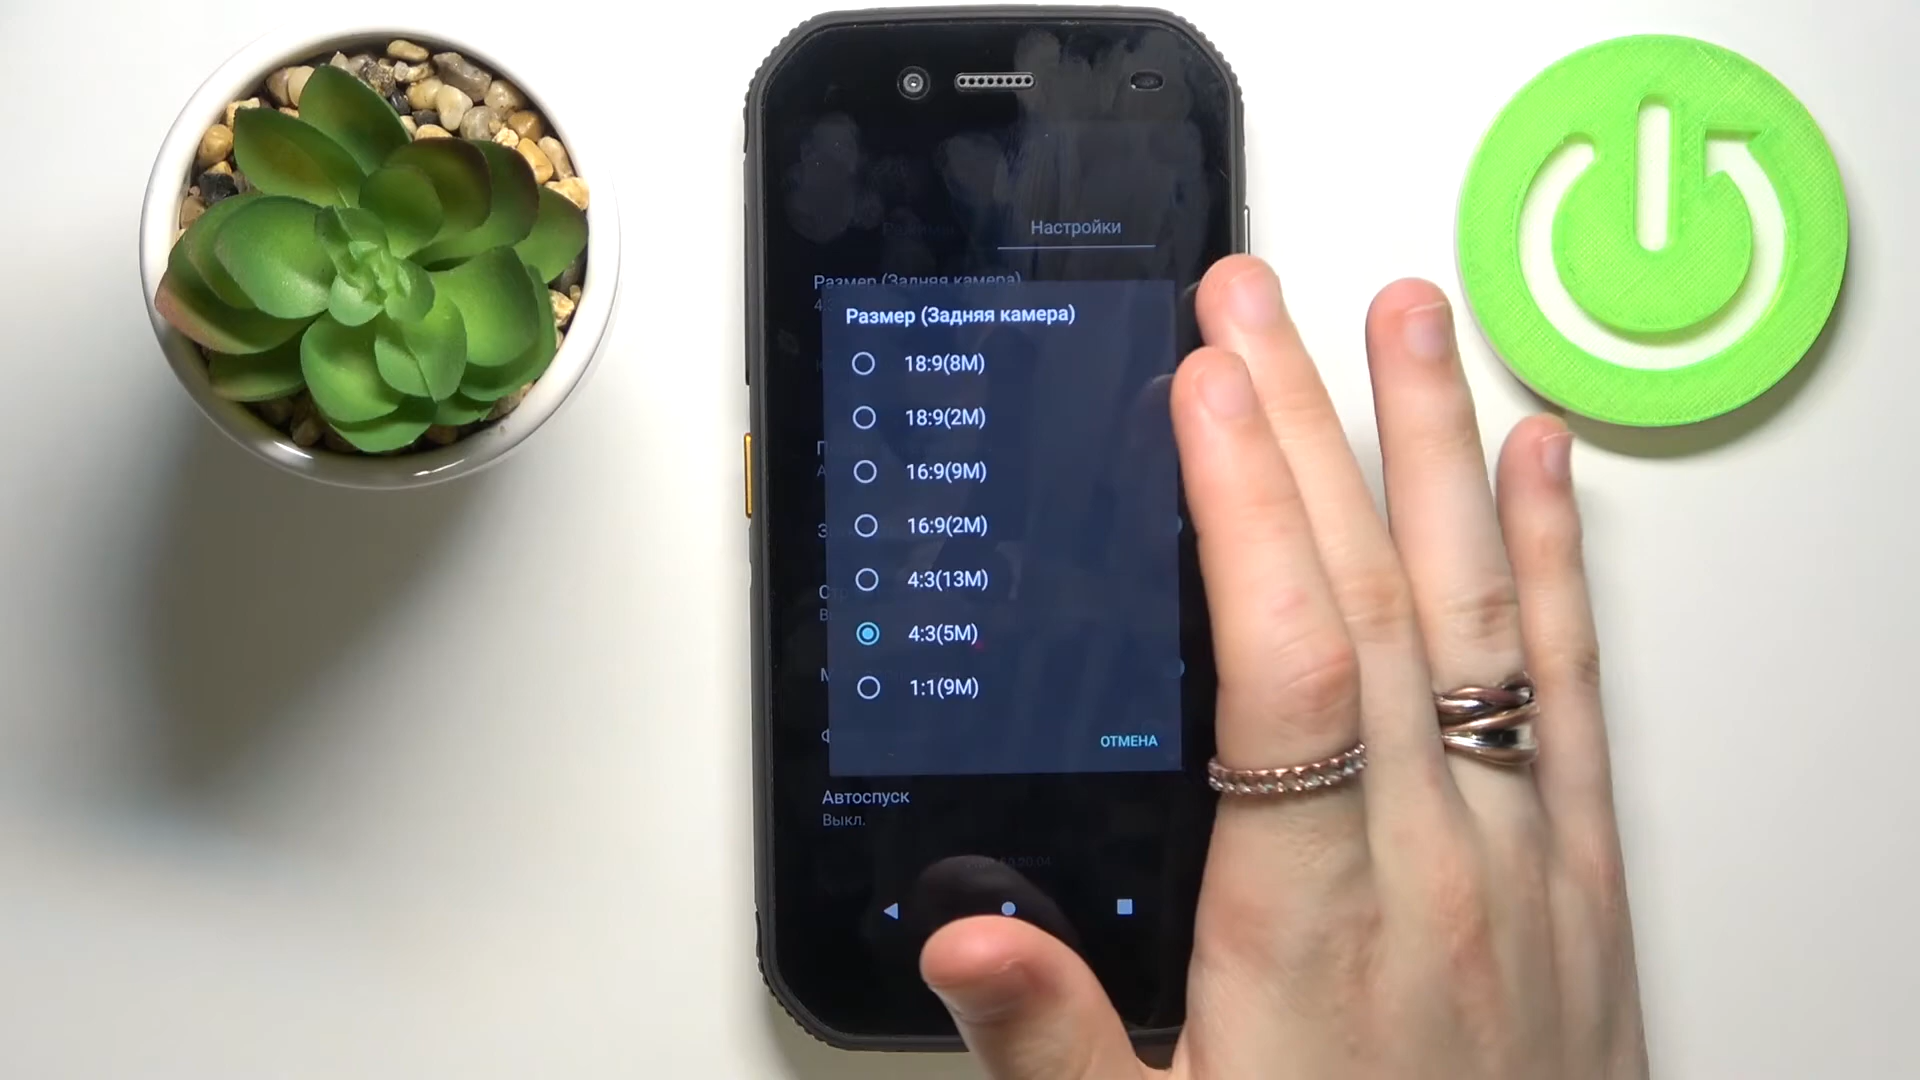 Режимы
Настройки
Размер (Задняя камера)
Размер (Задняя камера)
18:9(8M)
18:9(2M)
16:9(9M)
16:9(2M)
4:3(13M)
4:3(5M)
1:1(9M)
ОТМЕНА
Автоспуск
Выкл.